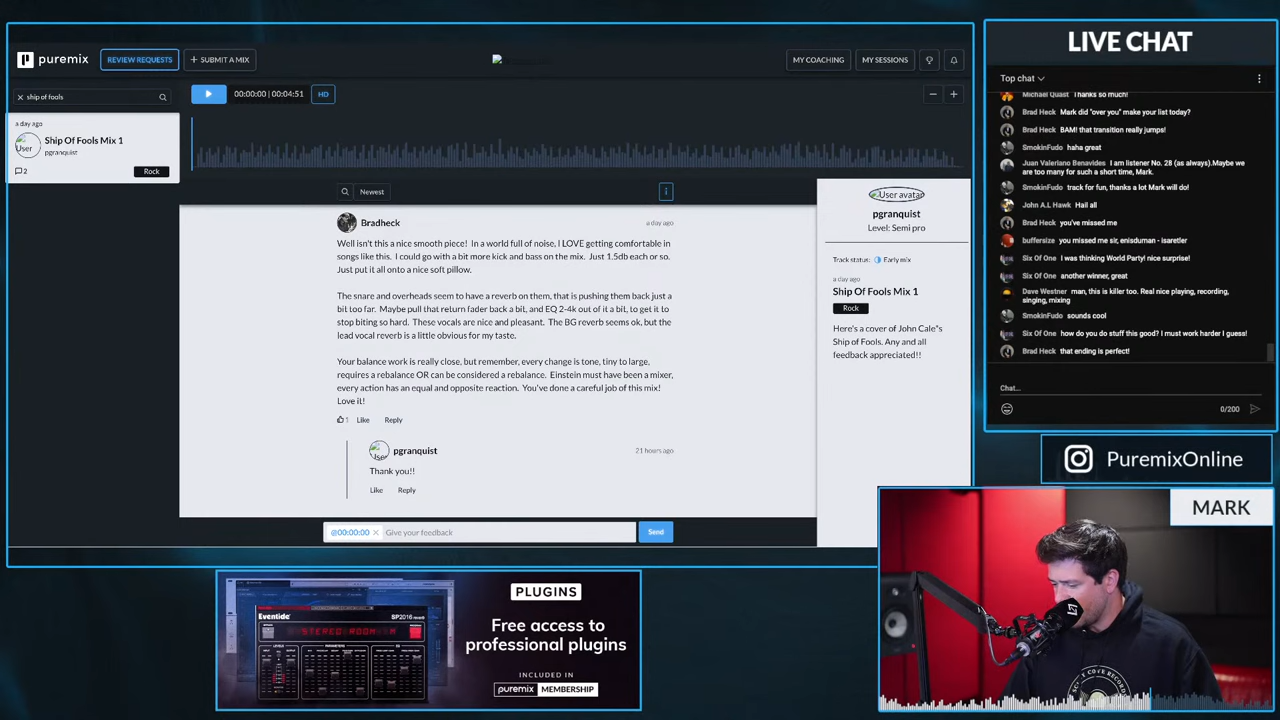 puremix
REVIEW REQUESTS
+ SUBMIT A MIX
MY COACHING
MY SESSIONS
× ship of fools
00:00:00 | 00:04:51
HD
a day ago
Ship Of Fools Mix 1
User
pgranquist
2
Rock
Newest
Bradheck
a day ago
Well isn't this a nice smooth piece! In a world full of noise, I LOVE getting comfortable in
songs like this. I could go with a bit more kick and bass on the mix. Just 1.5db each or so.
Just put it all onto a nice soft pillow.
The snare and overheads seem to have a reverb on them, that is pushing them back just a
bit too far. Maybe pull that return fader back a bit, and EQ 2-4k out of it a bit, to get it to
stop biting so hard. These vocals are nice and pleasant. The BG reverb seems ok, but the
lead vocal reverb is a little obvious for my taste.
Your balance work is really close, but remember, every change is tone, tiny to large,
requires a rebalance OR can be considered a rebalance. Einstein must have been a mixer,
every action has an equal and opposite reaction. You've done a careful job of this mix!
Love it!
1 Like Reply
pgranquist
21 hours ago
Thank you!!
Like Reply
@00:00:00 × Give your feedback
Send
User avatar
pgranquist
Level: Semi pro
Track status: Early mix
a day ago
Ship Of Fools Mix 1
Rock
Here's a cover of John Cale"s
Ship of Fools. Any and all
feedback appreciated!!
LIVE CHAT
Top chat
Michael Quast Thanks so much!
Brad Heck Mark did "over you" make your list today?
Brad Heck BAM! that transition really jumps!
SmokinFudo haha great
Juan Valeriano Benavides I am listener No. 28 (as always).Maybe we
are too many for such a short time, Mark.
SmokinFudo track for fun, thanks a lot Mark will do!
John A.L Hawk Hail all
Brad Heck you've missed me
buffersize you missed me sir, enisduman - isaretler
Six Of One I was thinking World Party! nice surprise!
Six Of One another winner, great
Dave Westner man, this is killer too. Real nice playing, recording,
singing, mixing
SmokinFudo sounds cool
Six Of One how do you do stuff this good? I must work harder I guess!
Brad Heck that ending is perfect!
Chat...
0/200
PuremixOnline
MARK
Eventide
SP2016 reverb
STEREO ROOM
PLUGINS
Free access to
professional plugins
INCLUDED IN
puremix MEMBERSHIP